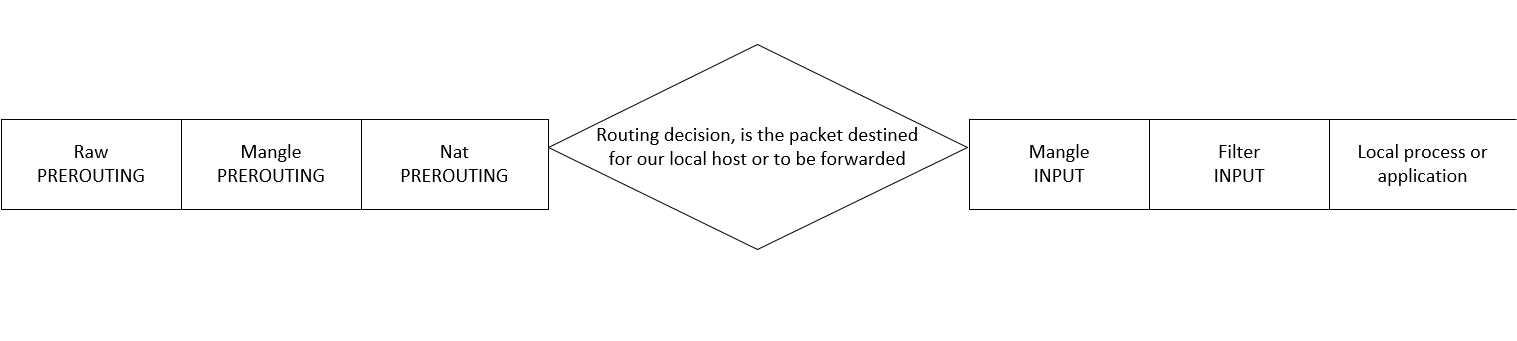 Raw
PREROUTING
Mangle
PREROUTING
Nat
PREROUTING
Routing decision, is the packet destined
for our local host or to be forwarded
Mangle
INPUT
Filter
INPUT
Local process or
application